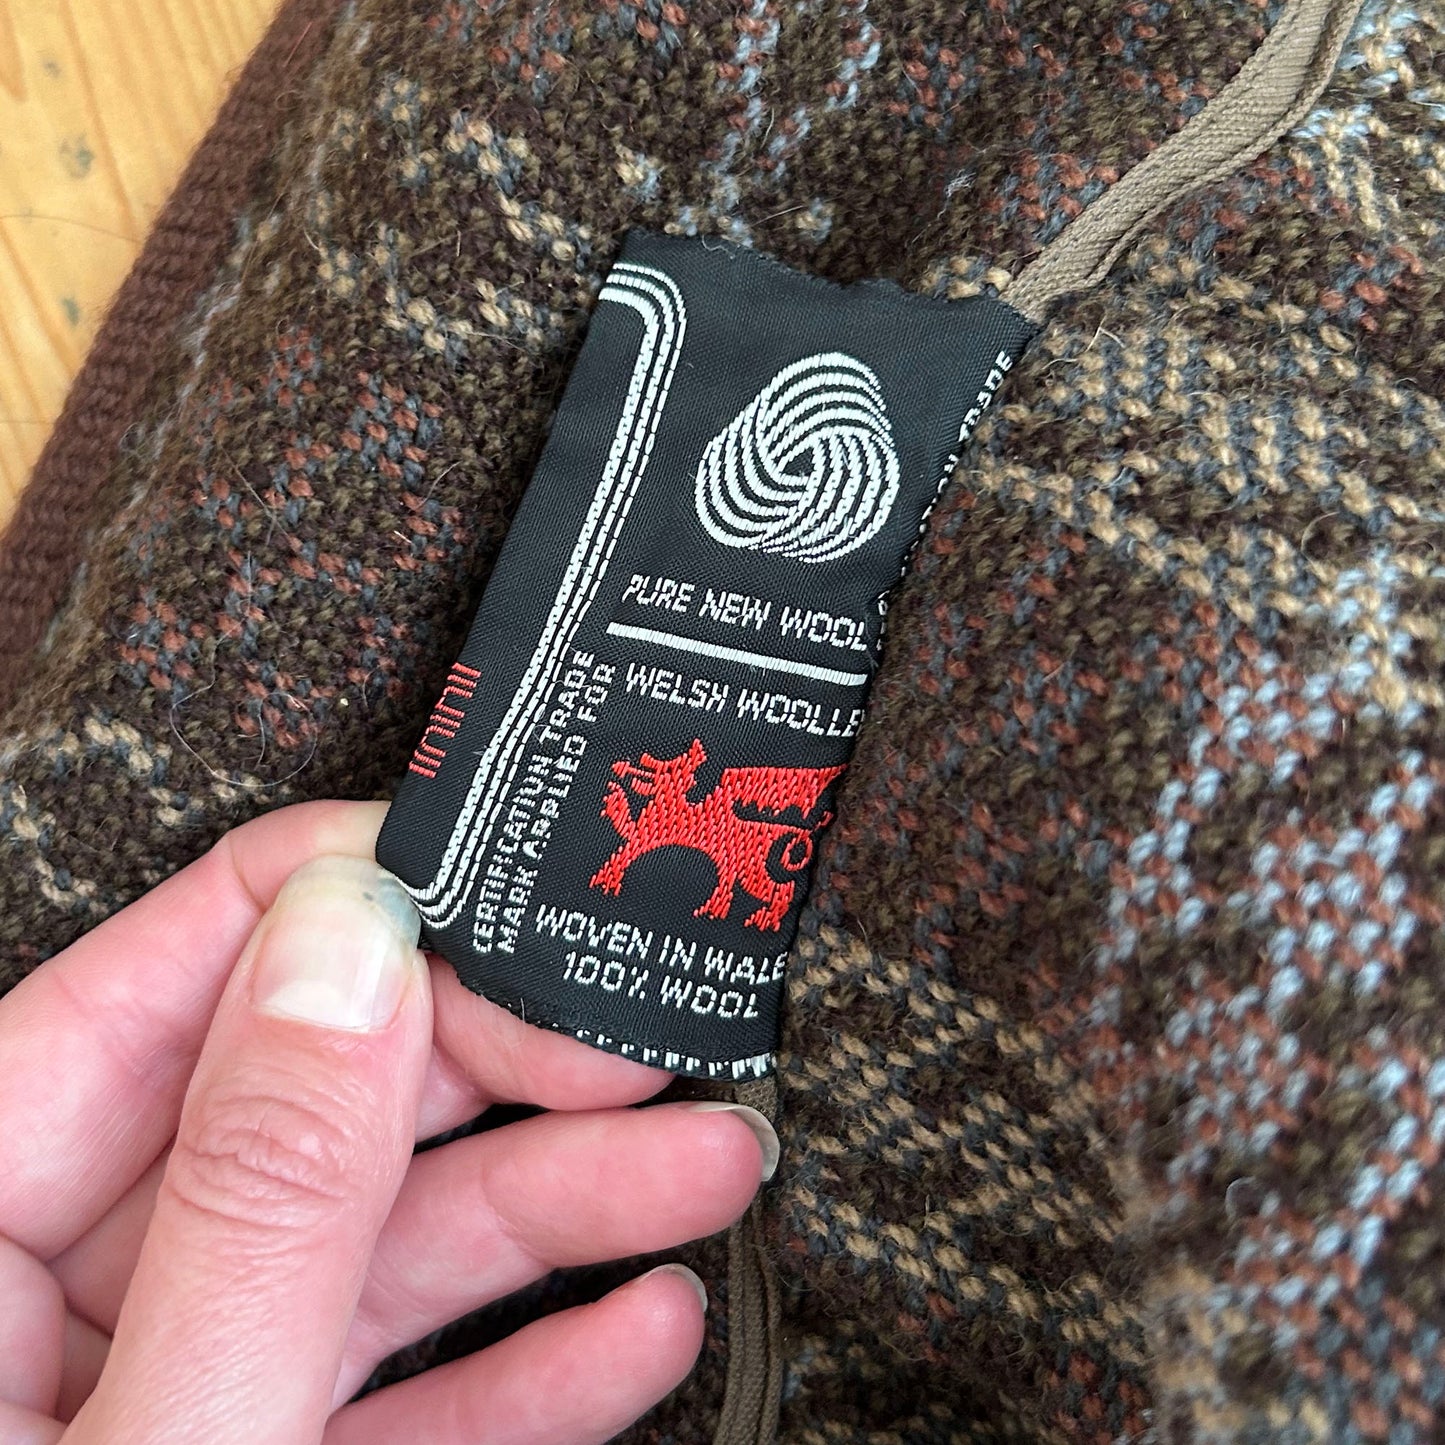 PURE NEW WOOL
WELSH WOOLLE
CERTIFICATION TRADE
MARK APPLIED FOR
WOVEN IN WALE
100% WOOL